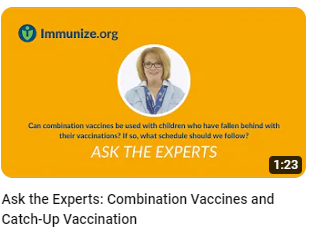 Immunize.org
Can combination vaccines be used with children who have fallen behind with
their vaccinations? If so, what schedule should we follow?
ASK THE EXPERTS
1:23
Ask the Experts: Combination Vaccines and
Catch-Up Vaccination